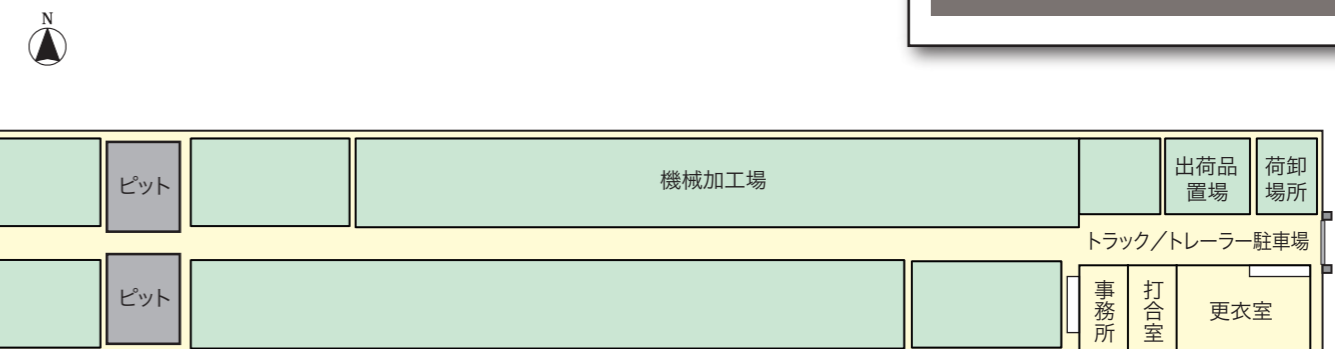 N
ピット
機械加工場
出荷品
置場
荷卸
場所
トラック／トレーラー駐車場
ピット
事務所
打合室
更衣室